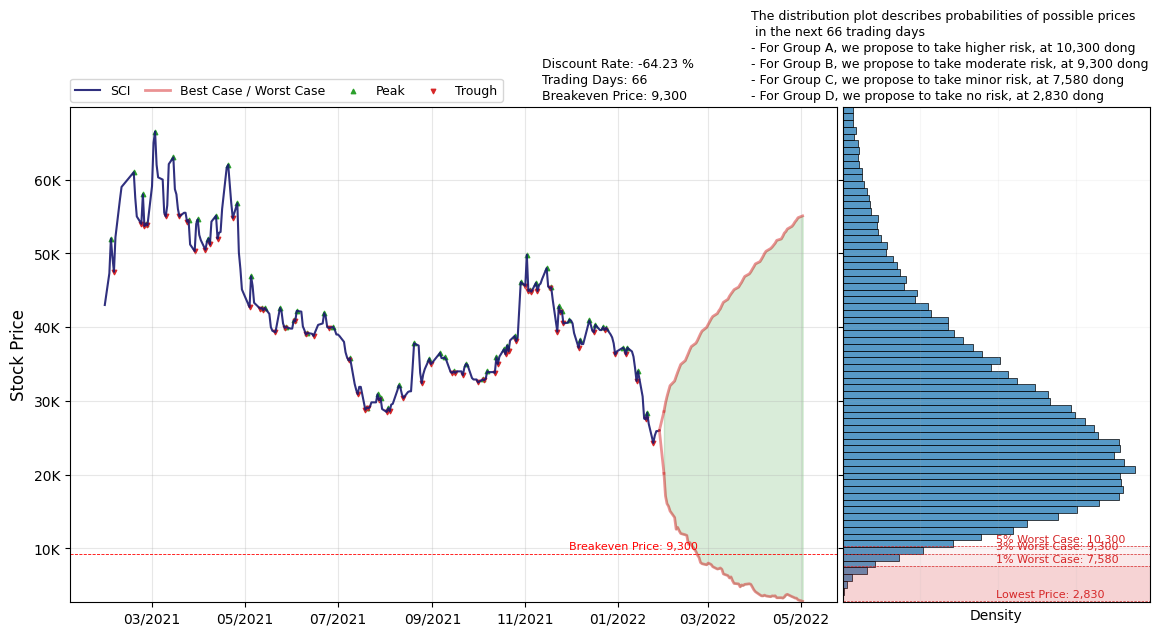 The distribution plot describes probabilities of possible prices
in the next 66 trading days
- For Group A, we propose to take higher risk, at 10,300 dong
- For Group B, we propose to take moderate risk, at 9,300 dong
- For Group C, we propose to take minor risk, at 7,580 dong
- For Group D, we propose to take no risk, at 2,830 dong
Discount Rate: -64.23 %
Trading Days: 66
Breakeven Price: 9,300
SCI
Best Case / Worst Case
Peak
Trough
Stock Price
60K
50K
40K
30K
20K
10K
Breakeven Price: 9,300
5% Worst Case: 10,300
3% Worst Case: 9,300
1% Worst Case: 7,580
Lowest Price: 2,830
03/2021
05/2021
07/2021
09/2021
11/2021
01/2022
03/2022
05/2022
Density